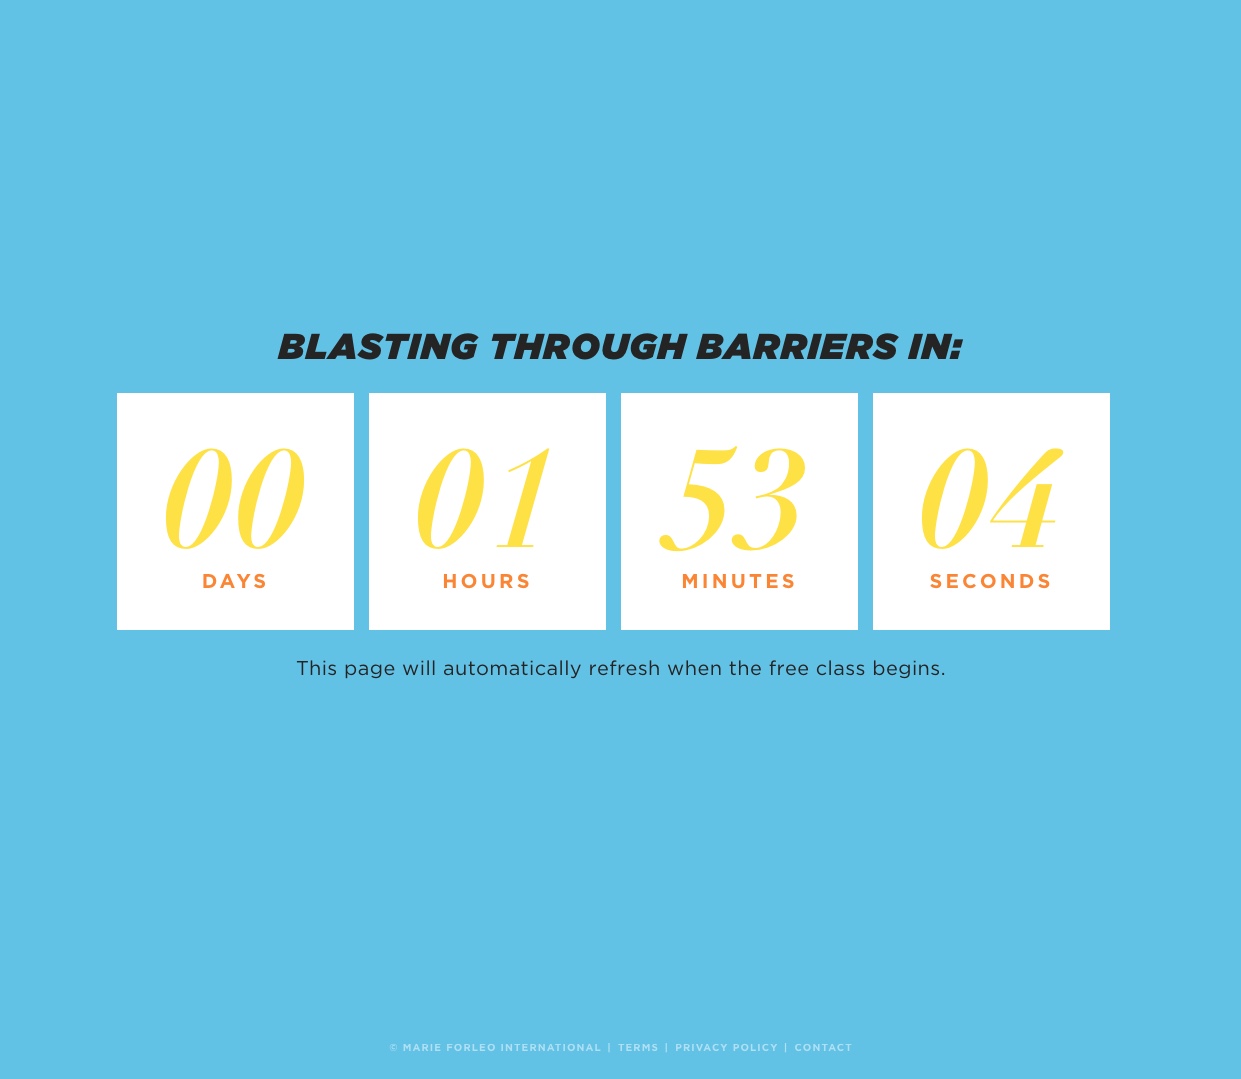 BLASTING THROUGH BARRIERS IN:
00 01 53 04
DAYS HOURS MINUTES SECONDS
This page will automatically refresh when the free class begins.
© MARIE FORLEO INTERNATIONAL | TERMS | PRIVACY POLICY | CONTACT